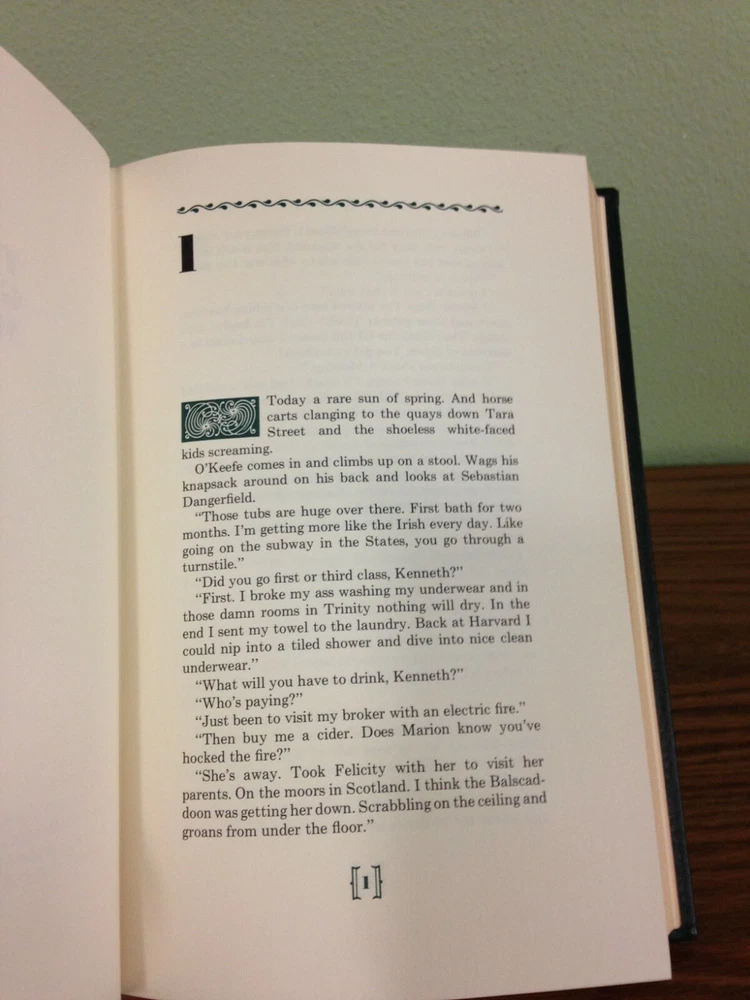 1
Today a rare sun of spring. And horse
carts clanging to the quays down Tara
Street and the shoeless white-faced
kids screaming.
O'Keefe comes in and climbs up on a stool. Wags his
knapsack around on his back and looks at Sebastian
Dangerfield.
“Those tubs are huge over there. First bath for two
months. I'm getting more like the Irish every day. Like
going on the subway in the States, you go through a
turnstile.”
“Did you go first or third class, Kenneth?”
“First. I broke my ass washing my underwear and in
those damn rooms in Trinity nothing will dry. In the
end I sent my towel to the laundry. Back at Harvard I
could nip into a tiled shower and dive into nice clean
underwear.”
“What will you have to drink, Kenneth?”
“Who's paying?”
“Just been to visit my broker with an electric fire.”
“Then buy me a cider. Does Marion know you've
hocked the fire?”
“She's away. Took Felicity with her to visit her
parents. On the moors in Scotland. I think the Balscad-
doon was getting her down. Scrabbling on the ceiling and
groans from under the floor.”
[1]